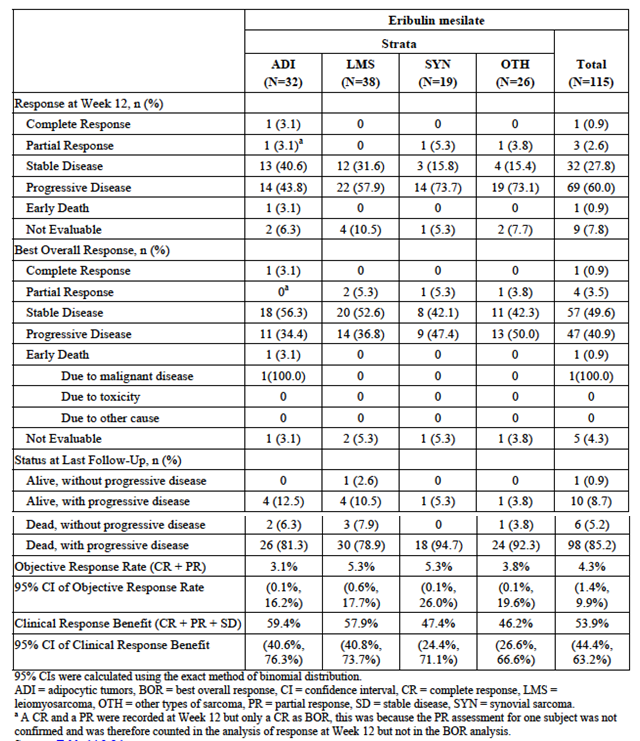 Eribulin mesilate
Strata
ADI LMS SYN OTH Total
(N=32) (N=38) (N=19) (N=26) (N=115)
Response at Week 12, n (%)
Complete Response 1 (3.1) 0 0 0 1 (0.9)
Partial Response 1 (3.1)a 0 1 (5.3) 1 (3.8) 3 (2.6)
Stable Disease 13 (40.6) 12 (31.6) 3 (15.8) 4 (15.4) 32 (27.8)
Progressive Disease 14 (43.8) 22 (57.9) 14 (73.7) 19 (73.1) 69 (60.0)
Early Death 1 (3.1) 0 0 0 1 (0.9)
Not Evaluable 2 (6.3) 4 (10.5) 1 (5.3) 2 (7.7) 9 (7.8)
Best Overall Response, n (%)
Complete Response 1 (3.1) 0 0 0 1 (0.9)
Partial Response 0a 2 (5.3) 1 (5.3) 1 (3.8) 4 (3.5)
Stable Disease 18 (56.3) 20 (52.6) 8 (42.1) 11 (42.3) 57 (49.6)
Progressive Disease 11 (34.4) 14 (36.8) 9 (47.4) 13 (50.0) 47 (40.9)
Early Death 1 (3.1) 0 0 0 1 (0.9)
Due to malignant disease 1(100.0) 0 0 0 1(100.0)
Due to toxicity 0 0 0 0 0
Due to other cause 0 0 0 0 0
Not Evaluable 1 (3.1) 2 (5.3) 1 (5.3) 1 (3.8) 5 (4.3)
Status at Last Follow-Up, n (%)
Alive, without progressive disease 0 1 (2.6) 0 0 1 (0.9)
Alive, with progressive disease 4 (12.5) 4 (10.5) 1 (5.3) 1 (3.8) 10 (8.7)
Dead, without progressive disease 2 (6.3) 3 (7.9) 0 1 (3.8) 6 (5.2)
Dead, with progressive disease 26 (81.3) 30 (78.9) 18 (94.7) 24 (92.3) 98 (85.2)
Objective Response Rate (CR + PR) 3.1% 5.3% 5.3% 3.8% 4.3%
95% CI of Objective Response Rate (0.1%, (0.6%, (0.1%, (0.1%, (1.4%,
16.2%) 17.7%) 26.0%) 19.6%) 9.9%)
Clinical Response Benefit (CR + PR + SD) 59.4% 57.9% 47.4% 46.2% 53.9%
95% CI of Clinical Response Benefit (40.6%, (40.8%, (24.4%, (26.6%, (44.4%,
76.3%) 73.7%) 71.1%) 66.6%) 63.2%)
95% CIs were calculated using the exact method of binomial distribution.
ADI = adipocytic tumors, BOR = best overall response, CI = confidence interval, CR = complete response, LMS =
leiomyosarcoma, OTH = other types of sarcoma, PR = partial response, SD = stable disease, SYN = synovial sarcoma.
a A CR and a PR were recorded at Week 12 but only a CR as BOR, this was because the PR assessment for one subject was not
confirmed and was therefore counted in the analysis of response at Week 12 but not in the BOR analysis.